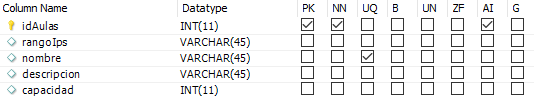 Column Name Datatype PK NN UQ B UN ZF AI G
idAulas INT(11)
rangoIps VARCHAR(45)
nombre VARCHAR(45)
descripcion VARCHAR(45)
capacidad INT(11)